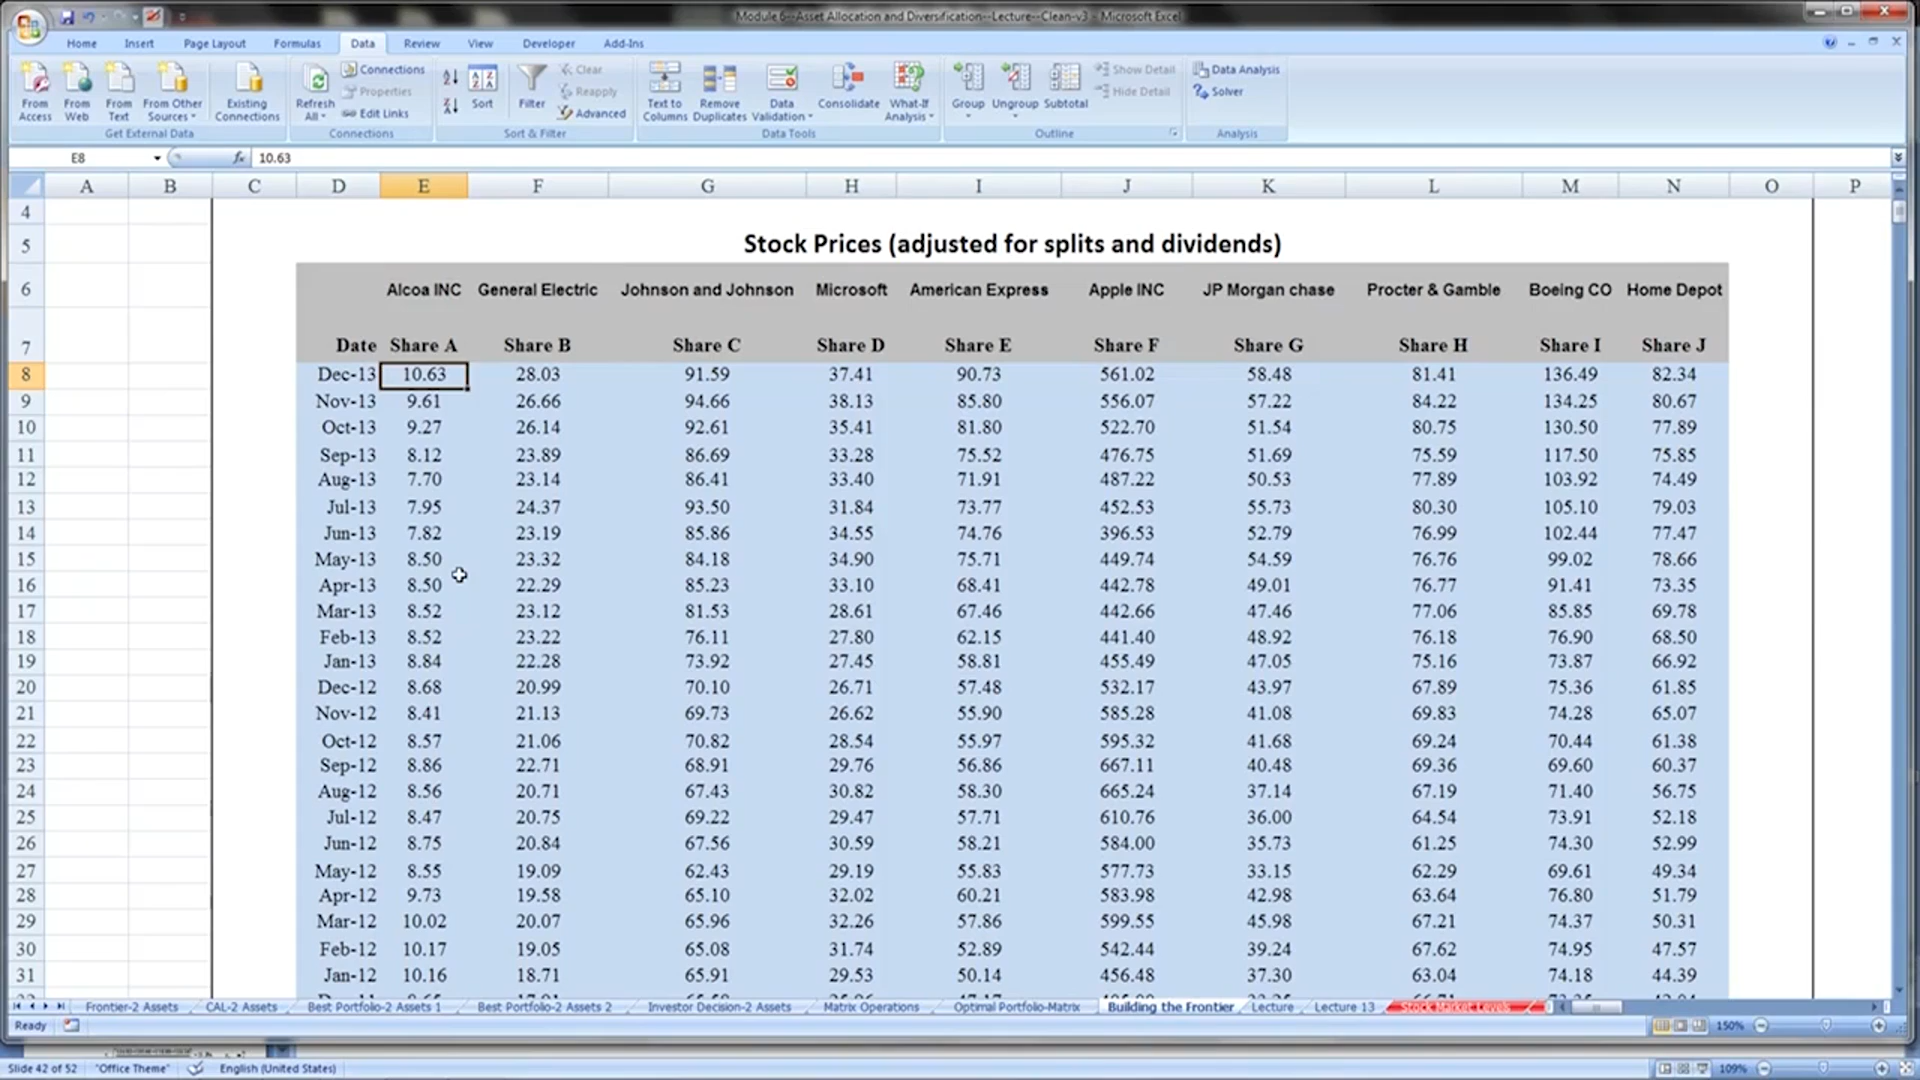 Module 6--Asset Allocation and Diversification--Lecture--Clean-v3 - Microsoft Excel
Home Insert Page Layout Formulas Data Review View Developer Add-Ins
From Access From Web From Text From Other Sources Existing Connections Refresh All Connections Properties Edit Links Sort Filter Clear Reapply Advanced Text to Columns Remove Duplicates Data Validation Consolidate What-If Analysis Group Ungroup Subtotal Show Detail Hide Detail Data Analysis Solver
Get External Data Connections Sort & Filter Data Tools Outline Analysis
E8 fx 10.63
A B C D E F G H I J K L M N O P
4
5 Stock Prices (adjusted for splits and dividends)
6 Alcoa INC General Electric Johnson and Johnson Microsoft American Express Apple INC JP Morgan chase Procter & Gamble Boeing CO Home Depot
7 Date Share A Share B Share C Share D Share E Share F Share G Share H Share I Share J
8 Dec-13 10.63 28.03 91.59 37.41 90.73 561.02 58.48 81.41 136.49 82.34
9 Nov-13 9.61 26.66 94.66 38.13 85.80 556.07 57.22 84.22 134.25 80.67
10 Oct-13 9.27 26.14 92.61 35.41 81.80 522.70 51.54 80.75 130.50 77.89
11 Sep-13 8.12 23.89 86.69 33.28 75.52 476.75 51.69 75.59 117.50 75.85
12 Aug-13 7.70 23.14 86.41 33.40 71.91 487.22 50.53 77.89 103.92 74.49
13 Jul-13 7.95 24.37 93.50 31.84 73.77 452.53 55.73 80.30 105.10 79.03
14 Jun-13 7.82 23.19 85.86 34.55 74.76 396.53 52.79 76.99 102.44 77.47
15 May-13 8.50 23.32 84.18 34.90 75.71 449.74 54.59 76.76 99.02 78.66
16 Apr-13 8.50 22.29 85.23 33.10 68.41 442.78 49.01 76.77 91.41 73.35
17 Mar-13 8.52 23.12 81.53 28.61 67.46 442.66 47.46 77.06 85.85 69.78
18 Feb-13 8.52 23.22 76.11 27.80 62.15 441.40 48.92 76.18 76.90 68.50
19 Jan-13 8.84 22.28 73.92 27.45 58.81 455.49 47.05 75.16 73.87 66.92
20 Dec-12 8.68 20.99 70.10 26.71 57.48 532.17 43.97 67.89 75.36 61.85
21 Nov-12 8.41 21.13 69.73 26.62 55.90 585.28 41.08 69.83 74.28 65.07
22 Oct-12 8.57 21.06 70.82 28.54 55.97 595.32 41.68 69.24 70.44 61.38
23 Sep-12 8.86 22.71 68.91 29.76 56.86 667.11 40.48 69.36 69.60 60.37
24 Aug-12 8.56 20.71 67.43 30.82 58.30 665.24 37.14 67.19 71.40 56.75
25 Jul-12 8.47 20.75 69.22 29.47 57.71 610.76 36.00 64.54 73.91 52.18
26 Jun-12 8.75 20.84 67.56 30.59 58.21 584.00 35.73 61.25 74.30 52.99
27 May-12 8.55 19.09 62.43 29.19 55.83 577.73 33.15 62.29 69.61 49.34
28 Apr-12 9.73 19.58 65.10 32.02 60.21 583.98 42.98 63.64 76.80 51.79
29 Mar-12 10.02 20.07 65.96 32.26 57.86 599.55 45.98 67.21 74.37 50.31
30 Feb-12 10.17 19.05 65.08 31.74 52.89 542.44 39.24 67.62 74.95 47.57
31 Jan-12 10.16 18.71 65.91 29.53 50.14 456.48 37.30 63.04 74.18 44.39
Frontier-2 Assets CAL-2 Assets Best Portfolio-2 Assets 1 Best Portfolio-2 Assets 2 Investor Decision-2 Assets Matrix Operations Optimal Portfolio-Matrix Building the Frontier Lecture Lecture 13 Stock Market Levels
Ready 150%
Slide 42 of 52 "Office Theme" English (United States) 109%